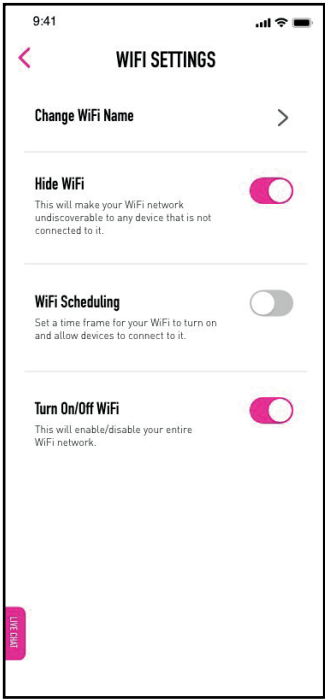 9:41
WIFI SETTINGS
Change WiFi Name
Hide WiFi
This will make your WiFi network
undiscoverable to any device that is not
connected to it.
WiFi Scheduling
Set a time frame for your WiFi to turn on
and allow devices to connect to it.
Turn On/Off WiFi
This will enable/disable your entire
WiFi network.
LIVE CHAT